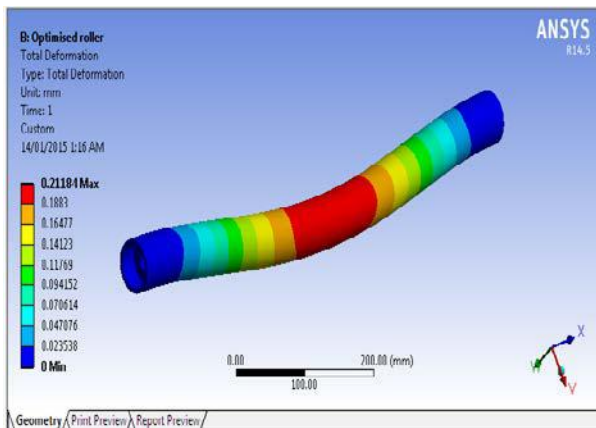 B: Optimised roller
Total Deformation
Type: Total Deformation
Unit: mm
Time: 1
Custom
14/01/2015 1:16 AM
ANSYS
R14.5
0.21184 Max
0.1883
0.16477
0.14123
0.11769
0.094152
0.070614
0.047076
0.023538
0 Min
0.00
200.00 (mm)
100.00
X
Y
Geometry
Print Preview
Report Preview